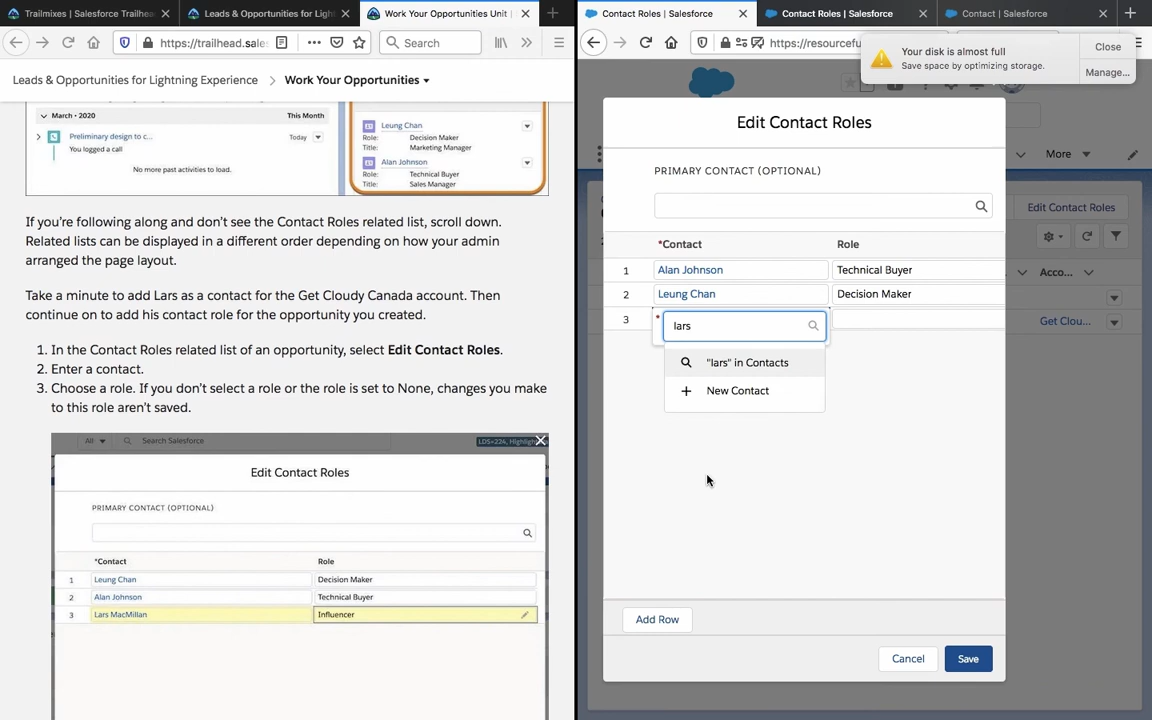 Trailmixes | Salesforce Trailhea
Leads & Opportunities for Light
Work Your Opportunities Unit |
https://trailhead.sale
Search
Leads & Opportunities for Lightning Experience
Work Your Opportunities
March • 2020
This Month
Preliminary design to c...
Today
You logged a call
No more past activities to load.
Leung Chan
Role: Decision Maker
Title: Marketing Manager
Alan Johnson
Role: Technical Buyer
Title: Sales Manager
If you’re following along and don’t see the Contact Roles related list, scroll down.
Related lists can be displayed in a different order depending on how your admin
arranged the page layout.
Take a minute to add Lars as a contact for the Get Cloudy Canada account. Then
continue on to add his contact role for the opportunity you created.
1. In the Contact Roles related list of an opportunity, select Edit Contact Roles.
2. Enter a contact.
3. Choose a role. If you don’t select a role or the role is set to None, changes you make
to this role aren’t saved.
All
Search Salesforce
LDS=224, Highligh
Edit Contact Roles
PRIMARY CONTACT (OPTIONAL)
*Contact
Role
1 Leung Chan Decision Maker
2 Alan Johnson Technical Buyer
3 Lars MacMillan Influencer
Contact Roles | Salesforce
Contact Roles | Salesforce
Contact | Salesforce
https://resourcefu
Your disk is almost full
Save space by optimizing storage.
Close
Manage...
More
Edit Contact Roles
Acco...
Get Clou...
Edit Contact Roles
PRIMARY CONTACT (OPTIONAL)
*Contact
Role
1 Alan Johnson Technical Buyer
2 Leung Chan Decision Maker
3 * lars
"lars" in Contacts
New Contact
Add Row
Cancel
Save